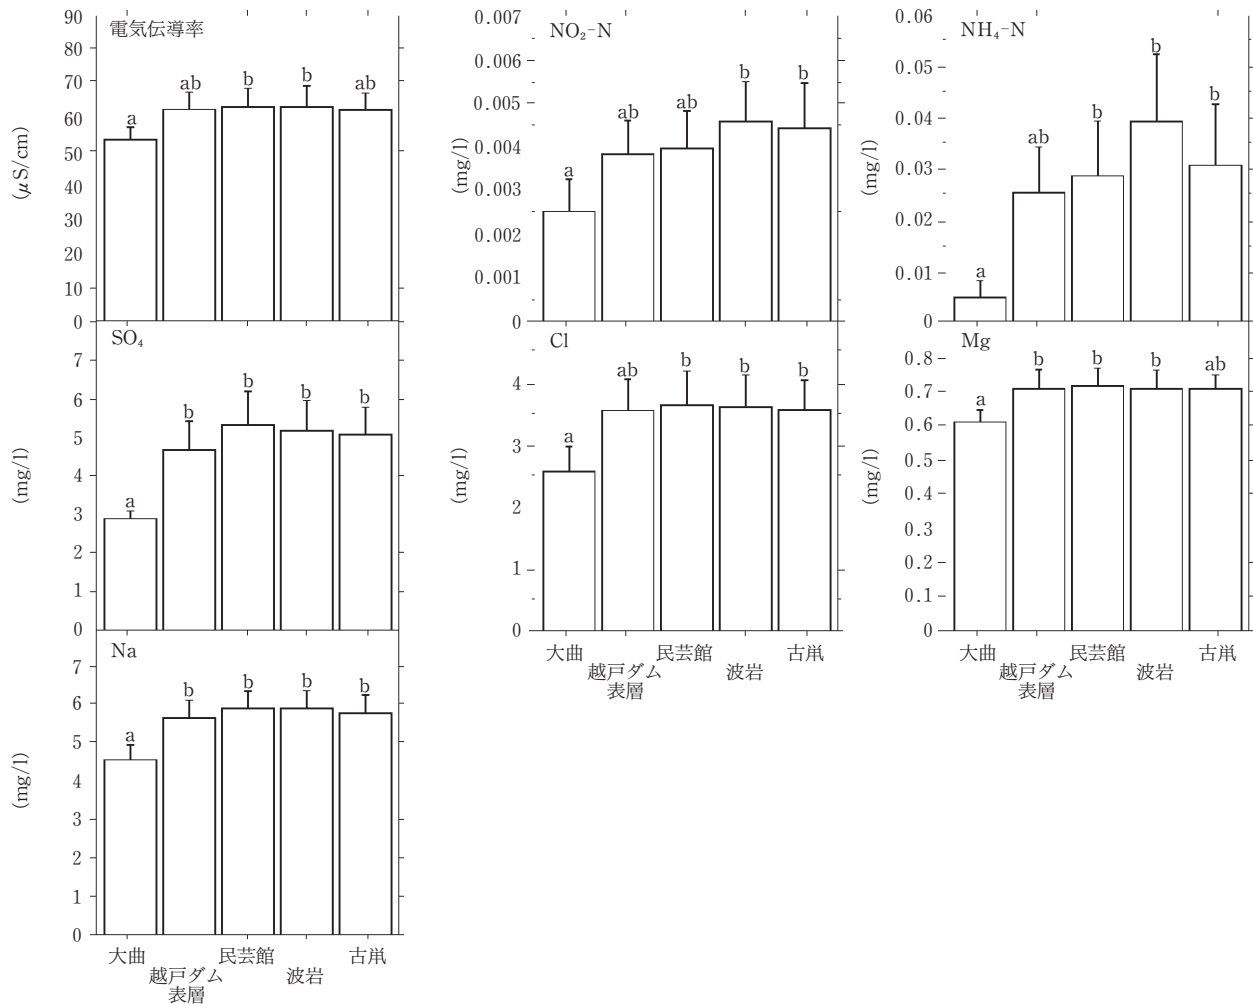 電気伝導率
90
80
70
60
50
40
30
20
10
0
(μS/cm)
a
ab
b
b
ab
NO₂-N
0.007
0.006
0.005
0.004
0.003
0.002
0.001
0
(mg/l)
a
ab
ab
b
b
NH₄-N
0.06
0.05
0.04
0.03
0.02
0.01
0
(mg/l)
a
ab
b
b
b
SO₄
7
6
5
4
3
2
1
0
(mg/l)
a
b
b
b
b
Cl
4
3
2
1
0
(mg/l)
a
ab
b
b
b
大曲
越戸ダム
表層
民芸館
波岩
古鼡
Mg
0.8
0.7
0.6
0.5
0.4
0.3
0.2
0.1
0
(mg/l)
a
b
b
b
ab
大曲
越戸ダム
表層
民芸館
波岩
古鼡
Na
7
6
5
4
3
2
1
0
(mg/l)
a
b
b
b
b
大曲
越戸ダム
表層
民芸館
波岩
古鼡